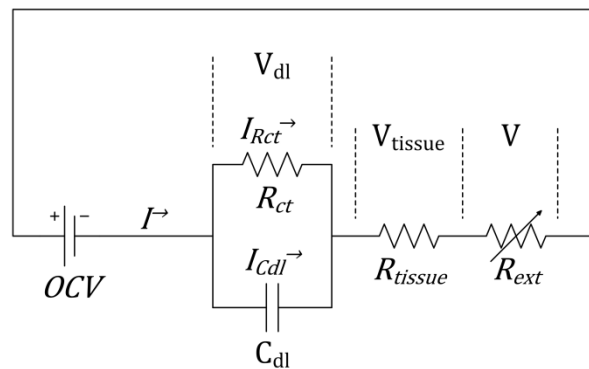 V_dl
I_Rct →
R_ct
V_tissue
V
+ −
I →
OCV
I_Cdl →
C_dl
R_tissue
R_ext